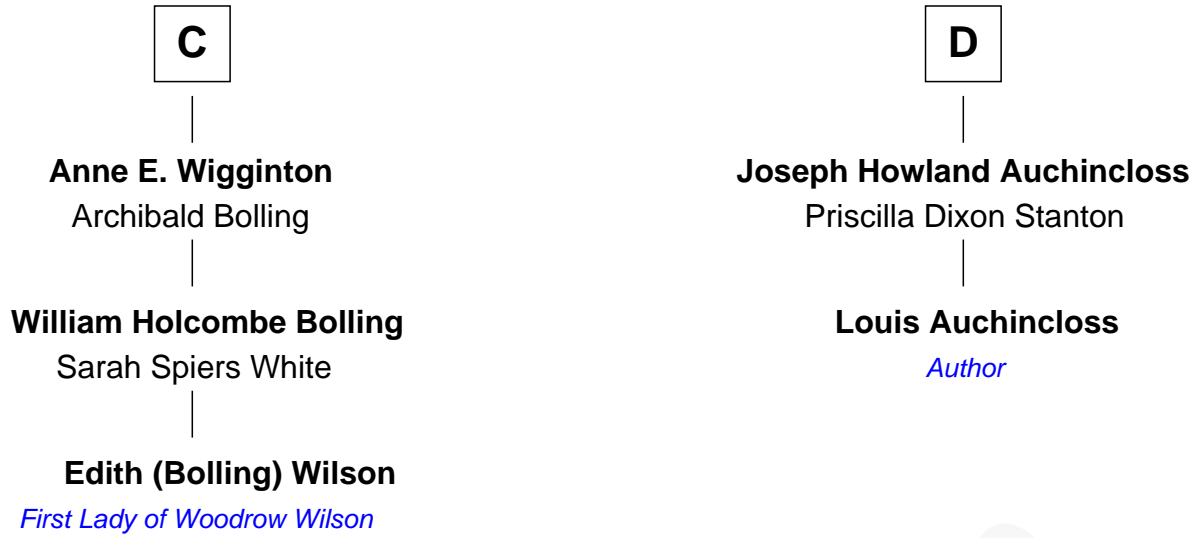 C
Anne E. Wigginton
Archibald Bolling
William Holcombe Bolling
Sarah Spiers White
Edith (Bolling) Wilson
First Lady of Woodrow Wilson
D
Joseph Howland Auchincloss
Priscilla Dixon Stanton
Louis Auchincloss
Author